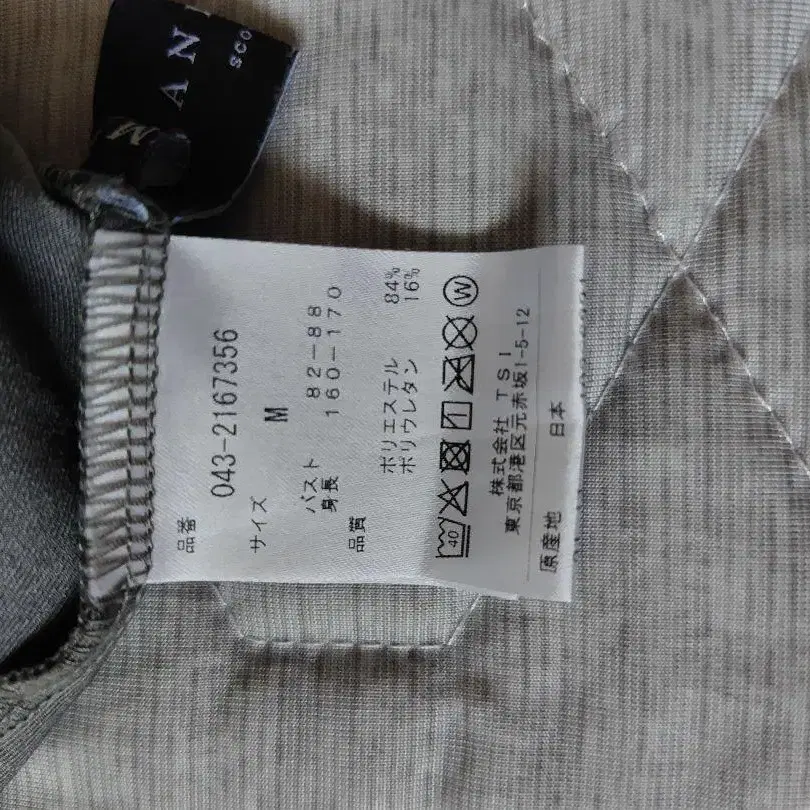 AN
SCO
M
品番
043-2167356
サイズ
M
バスト 82-88
身長 160-170
品質
ポリエステル 84%
ポリウレタン 16%
40 W
株式会社 TSI
東京都港区元赤坂1-5-12
原産地 日本